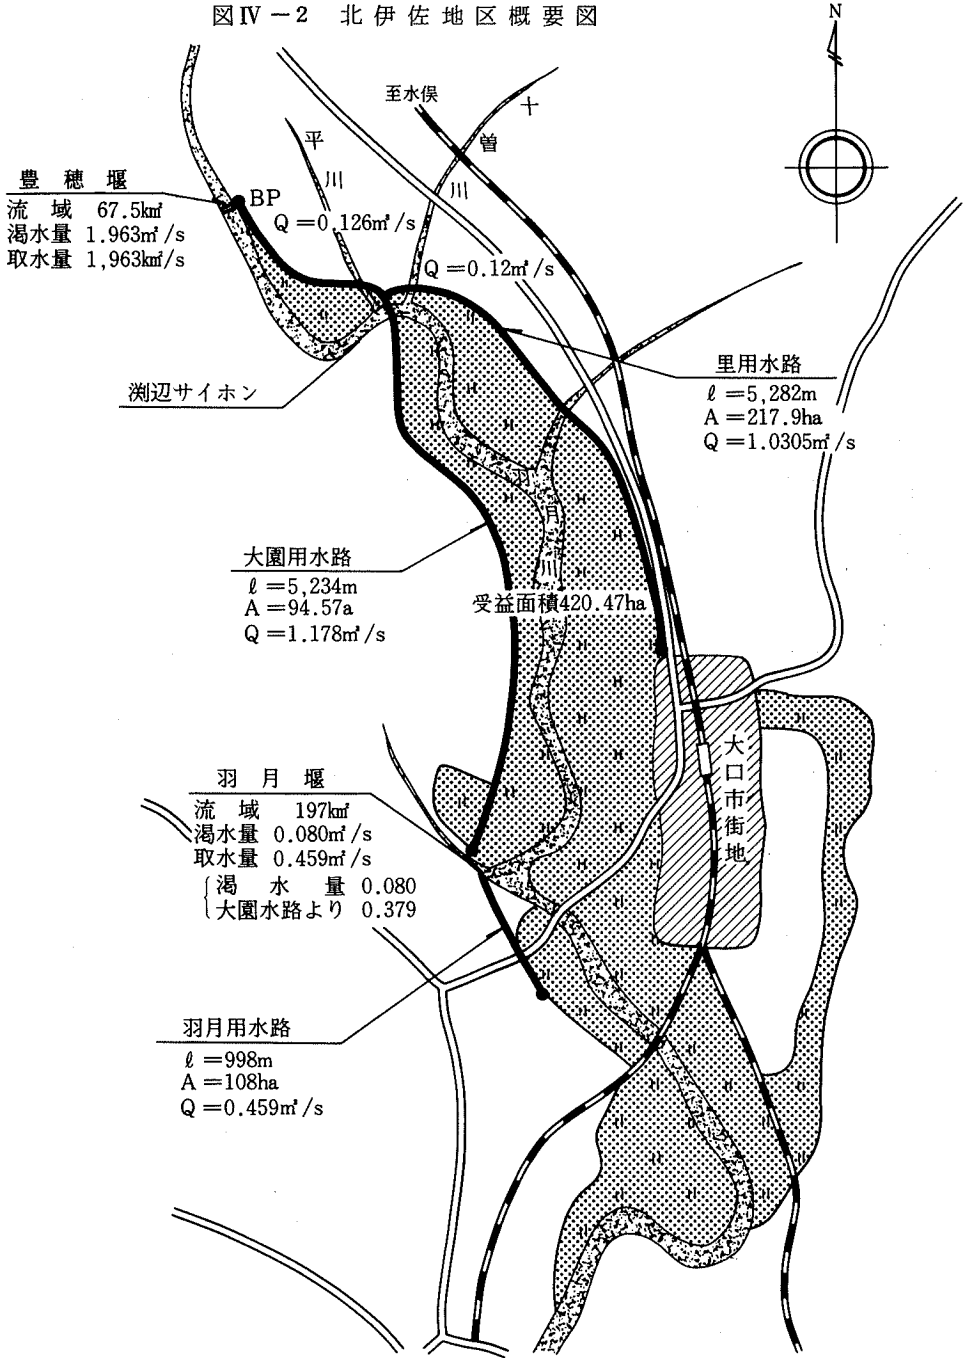 図Ⅳ－2 北伊佐地区概要図
N
至水俣
十曽川
平川
BP
Q＝0.126㎥/s
Q＝0.12㎥/s
豊穂堰
流域 67.5㎢
渇水量 1.963㎥/s
取水量 1,963㎢/s
渕辺サイホン
里用水路
ℓ＝5,282m
A＝217.9ha
Q＝1.0305㎥/s
羽月川
大園用水路
ℓ＝5,234m
A＝94.57a
Q＝1.178㎥/s
受益面積420.47ha
大口市街地
羽月堰
流域 197㎢
渇水量 0.080㎥/s
取水量 0.459㎥/s
渇水量 0.080
大園水路より 0.379
羽月用水路
ℓ＝998m
A＝108ha
Q＝0.459㎥/s